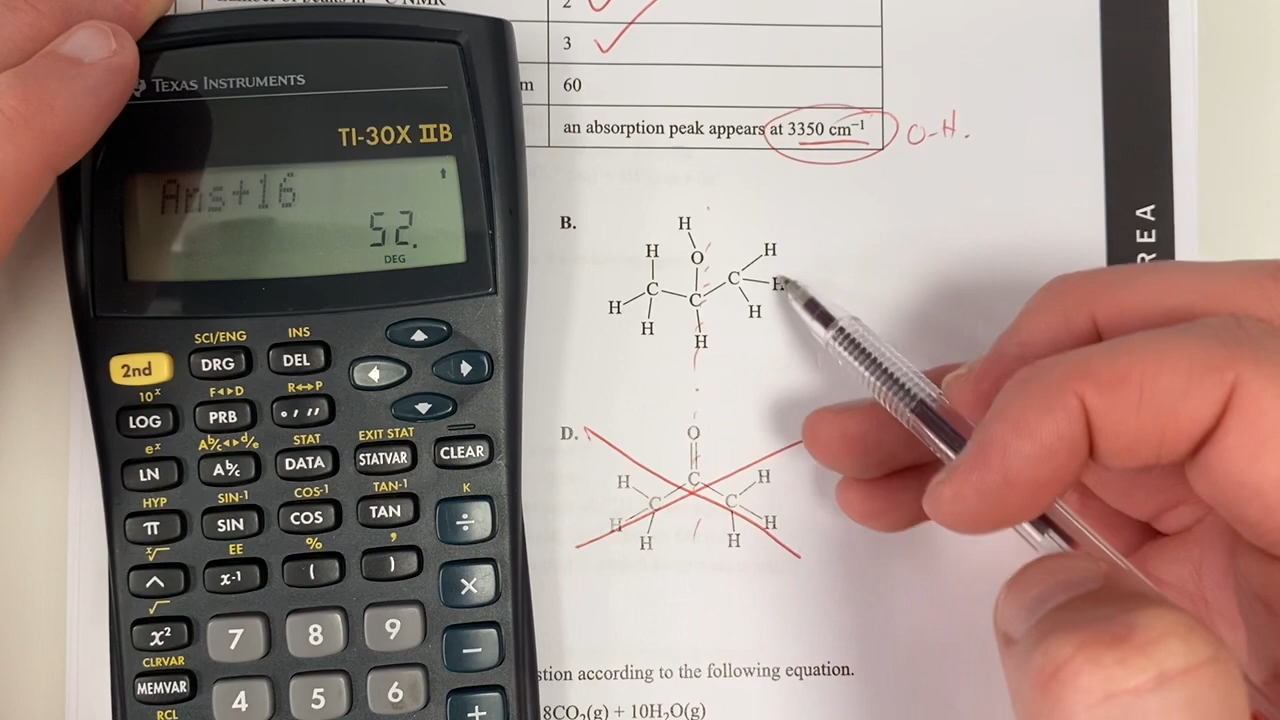 2
3
m 60
an absorption peak appears at 3350 cm⁻¹ O-H.
TEXAS INSTRUMENTS
TI-30X IIB
Ans+16
52.
DEG
B.
H
O
H H
C C H
H C
H H
H
D. O
C
H H
C C
H H
H H
REA
8CO₂(g) + 10H₂O(g)
stion according to the following equation.
SCI/ENG INS
2nd DRG DEL
10ˣ F◄►D R↔P
LOG PRB ° ʹ ʺ
eˣ Ab/c◄►d/e STAT EXIT STAT
LN Ab/c DATA STATVAR CLEAR
HYP SIN-1 COS-1 TAN-1 K
π SIN COS TAN ÷
ˣ√ EE % ,
^ x-1 ( ) ×
√
x² 7 8 9 −
CLRVAR
MEMVAR 4 5 6 +
RCL